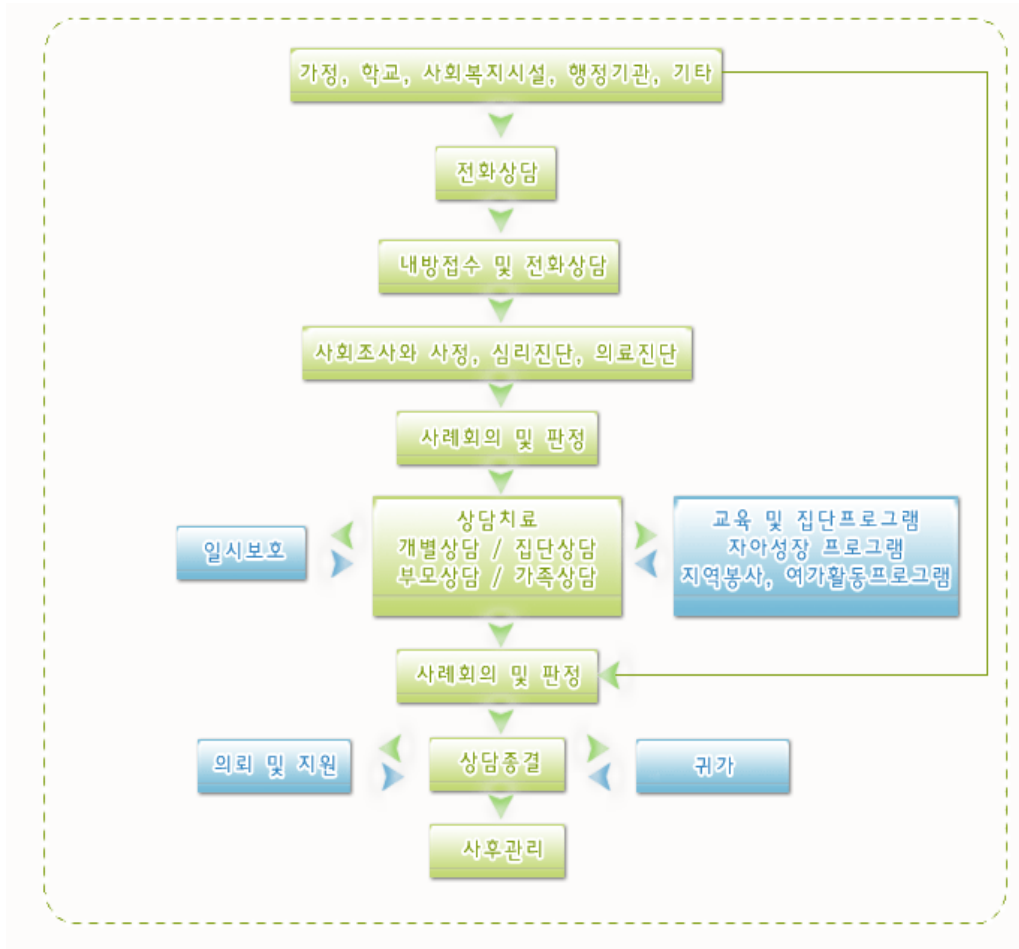 가정, 학교, 사회복지시설, 행정기관, 기타
전화상담
내방접수 및 전화상담
사회조사와 사정, 심리진단, 의료진단
사례회의 및 판정
일시보호
상담치료
개별상담 / 집단상담
부모상담 / 가족상담
교육 및 집단프로그램
자아성장 프로그램
지역봉사, 여가활동프로그램
사례회의 및 판정
의뢰 및 지원
상담종결
귀가
사후관리